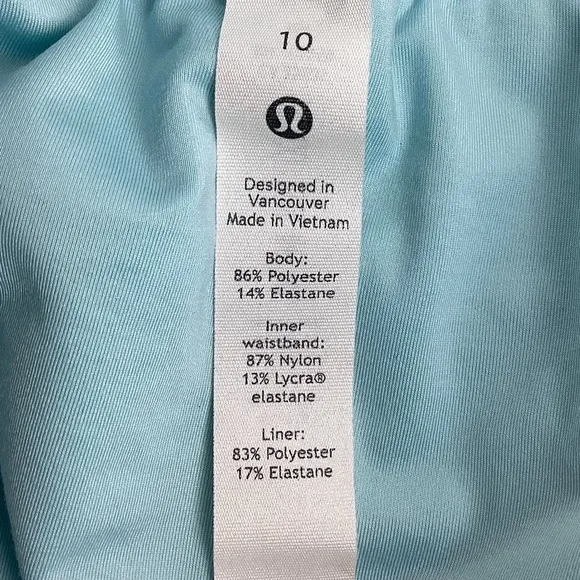 10
Designed in
Vancouver
Made in Vietnam
Body:
86% Polyester
14% Elastane
Inner
waistband:
87% Nylon
13% Lycra®
elastane
Liner:
83% Polyester
17% Elastane